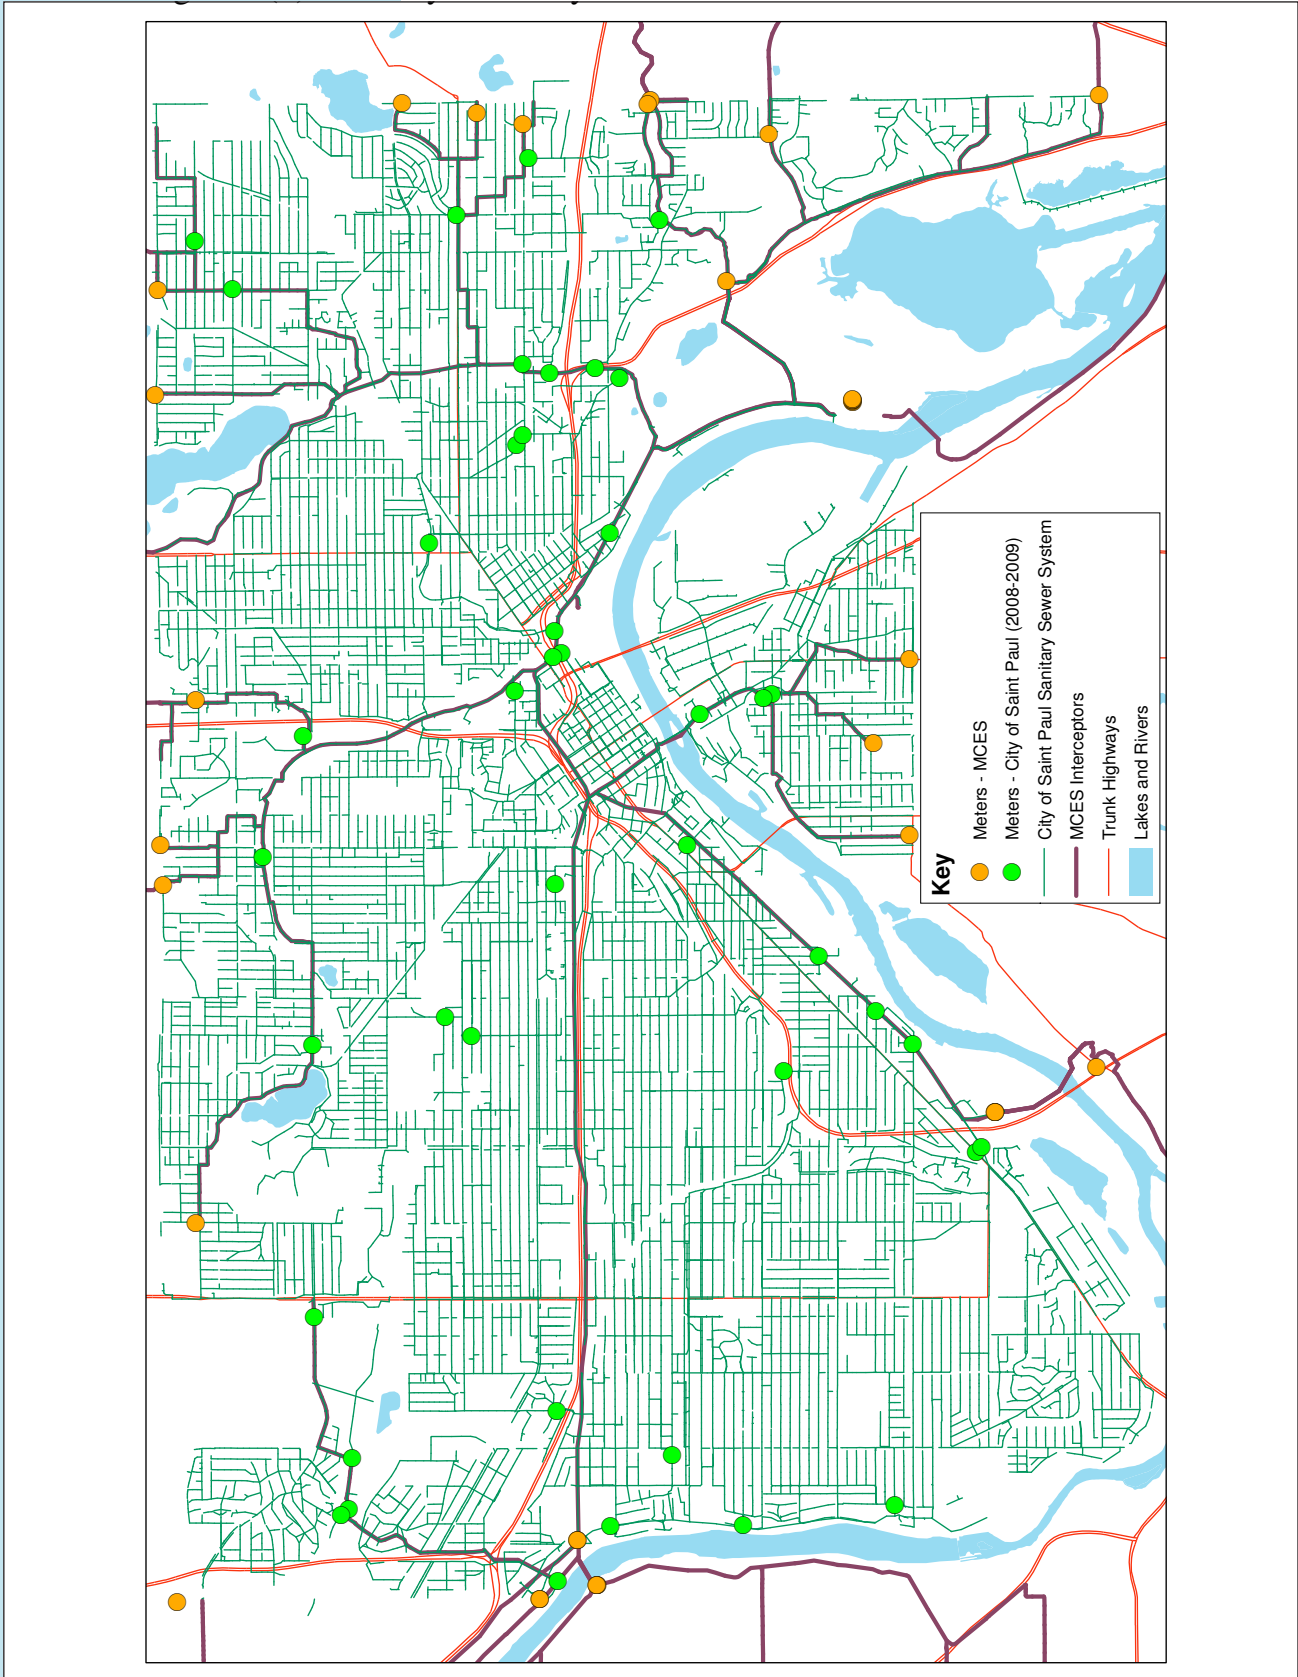 Key
Meters - MCES
Meters - City of Saint Paul (2008-2009)
City of Saint Paul Sanitary Sewer System
MCES Interceptors
Trunk Highways
Lakes and Rivers